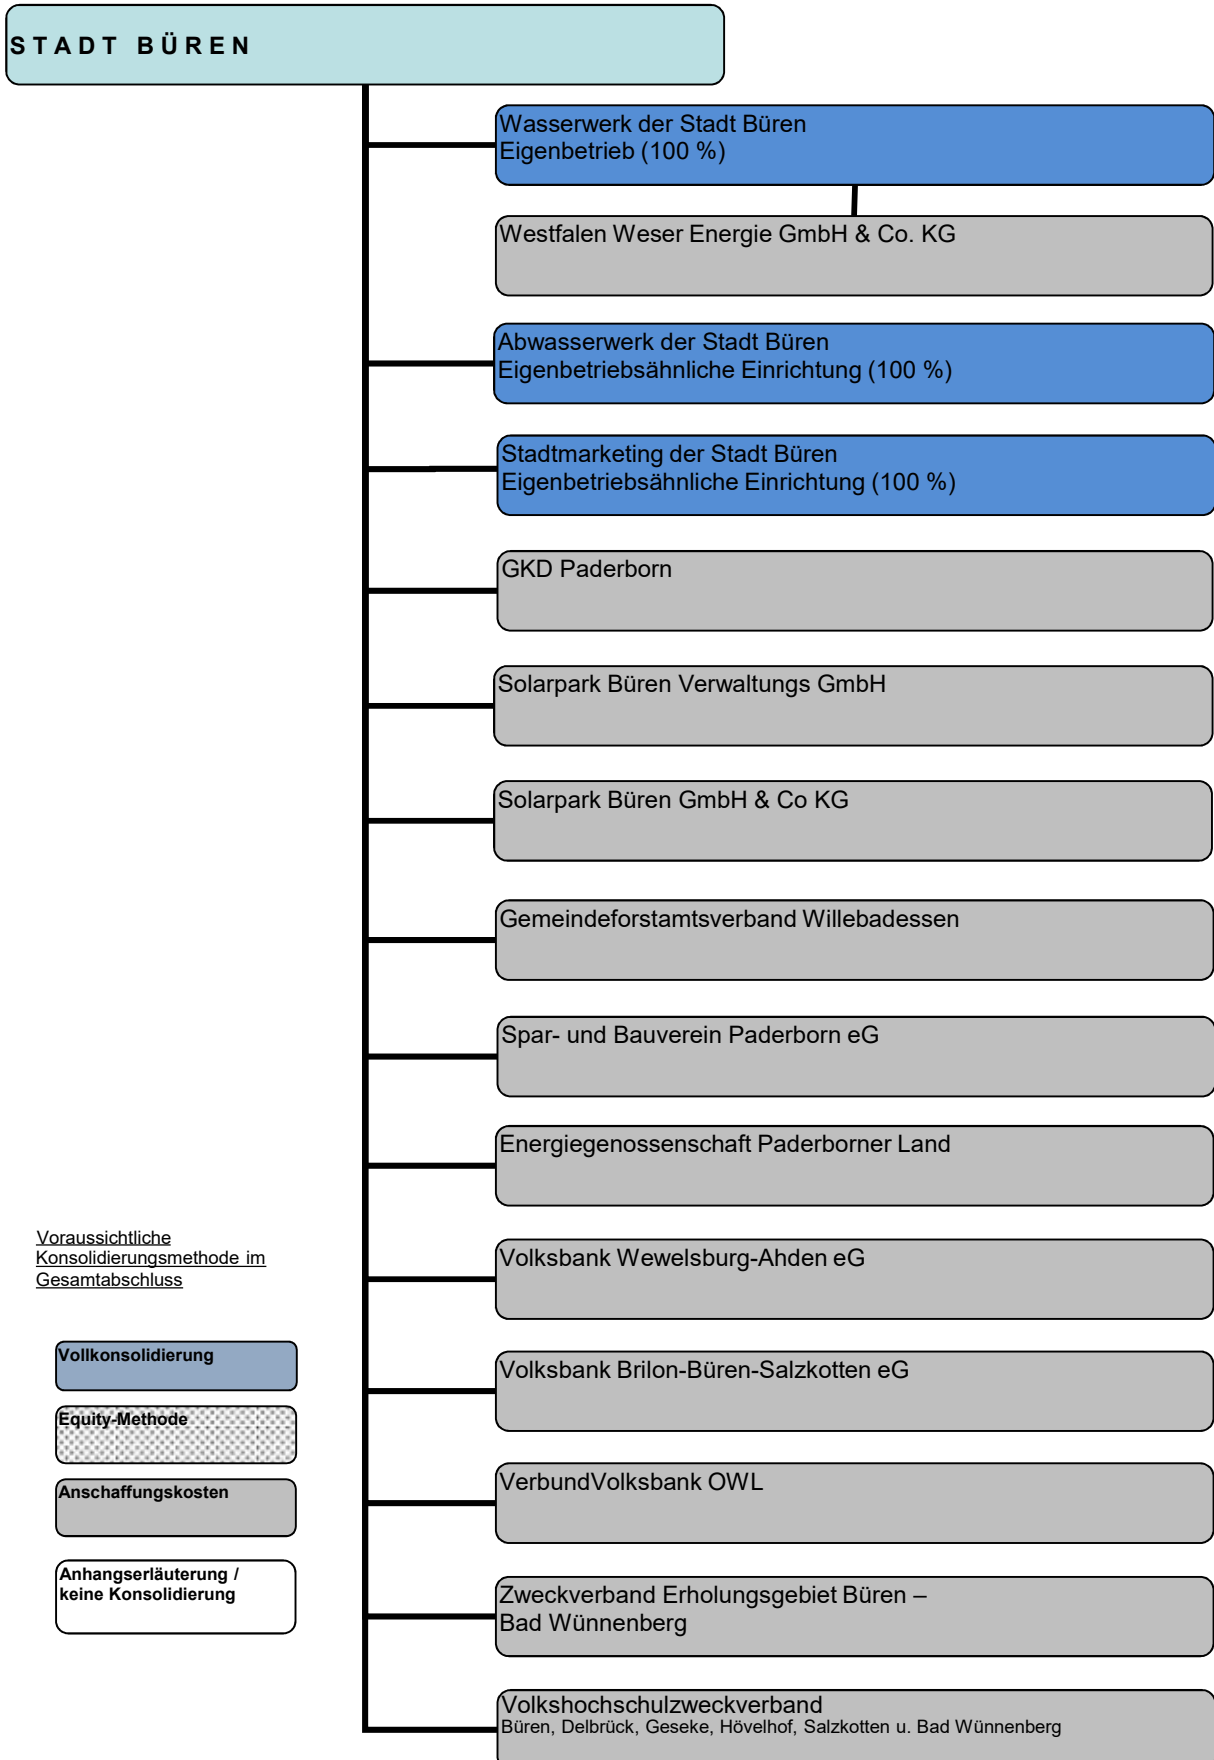 STADT BÜREN
Wasserwerk der Stadt Büren
Eigenbetrieb (100 %)
Westfalen Weser Energie GmbH & Co. KG
Abwasserwerk der Stadt Büren
Eigenbetriebsähnliche Einrichtung (100 %)
Stadtmarketing der Stadt Büren
Eigenbetriebsähnliche Einrichtung (100 %)
GKD Paderborn
Solarpark Büren Verwaltungs GmbH
Solarpark Büren GmbH & Co KG
Gemeindeforstamtsverband Willebadessen
Spar- und Bauverein Paderborn eG
Energiegenossenschaft Paderborner Land
Volksbank Wewelsburg-Ahden eG
Volksbank Brilon-Büren-Salzkotten eG
VerbundVolksbank OWL
Zweckverband Erholungsgebiet Büren –
Bad Wünnenberg
Volkshochschulzweckverband
Büren, Delbrück, Geseke, Hövelhof, Salzkotten u. Bad Wünnenberg
Voraussichtliche
Konsolidierungsmethode im
Gesamtabschluss
Vollkonsolidierung
Equity-Methode
Anschaffungskosten
Anhangserläuterung /
keine Konsolidierung